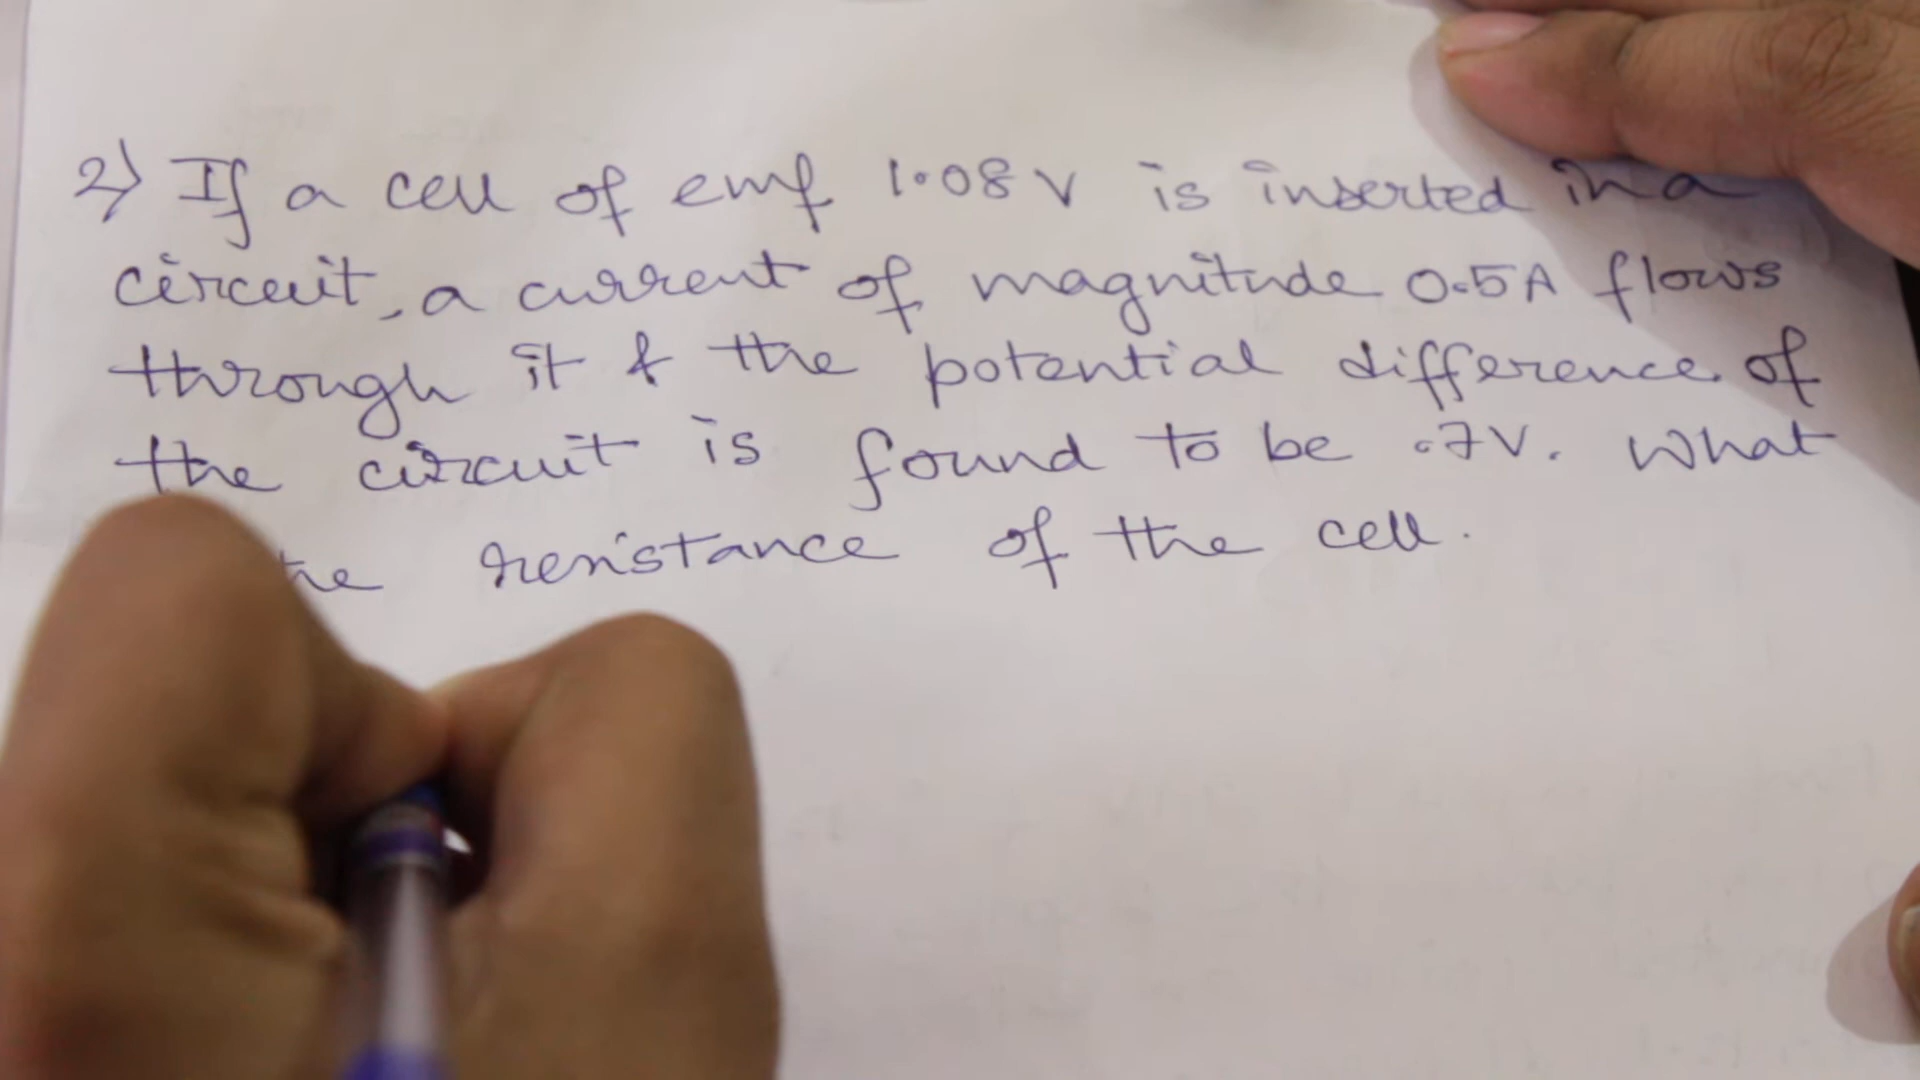 2) If a cell of emf 1.08 V is inserted in a
circuit, a current of magnitude 0.5A flows
through it & the potential difference of
the circuit is found to be .7V. What
resistance of the cell.